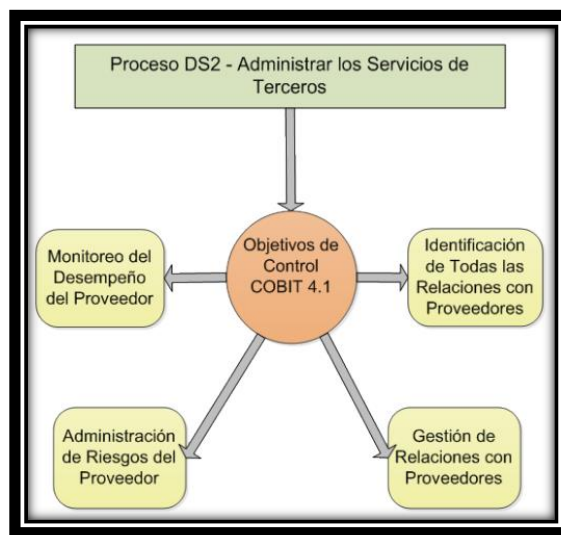 Proceso DS2 - Administrar los Servicios de
Terceros
Objetivos de
Control
COBIT 4.1
Monitoreo del
Desempeño
del Proveedor
Identificación
de Todas las
Relaciones con
Proveedores
Administración
de Riesgos del
Proveedor
Gestión de
Relaciones con
Proveedores